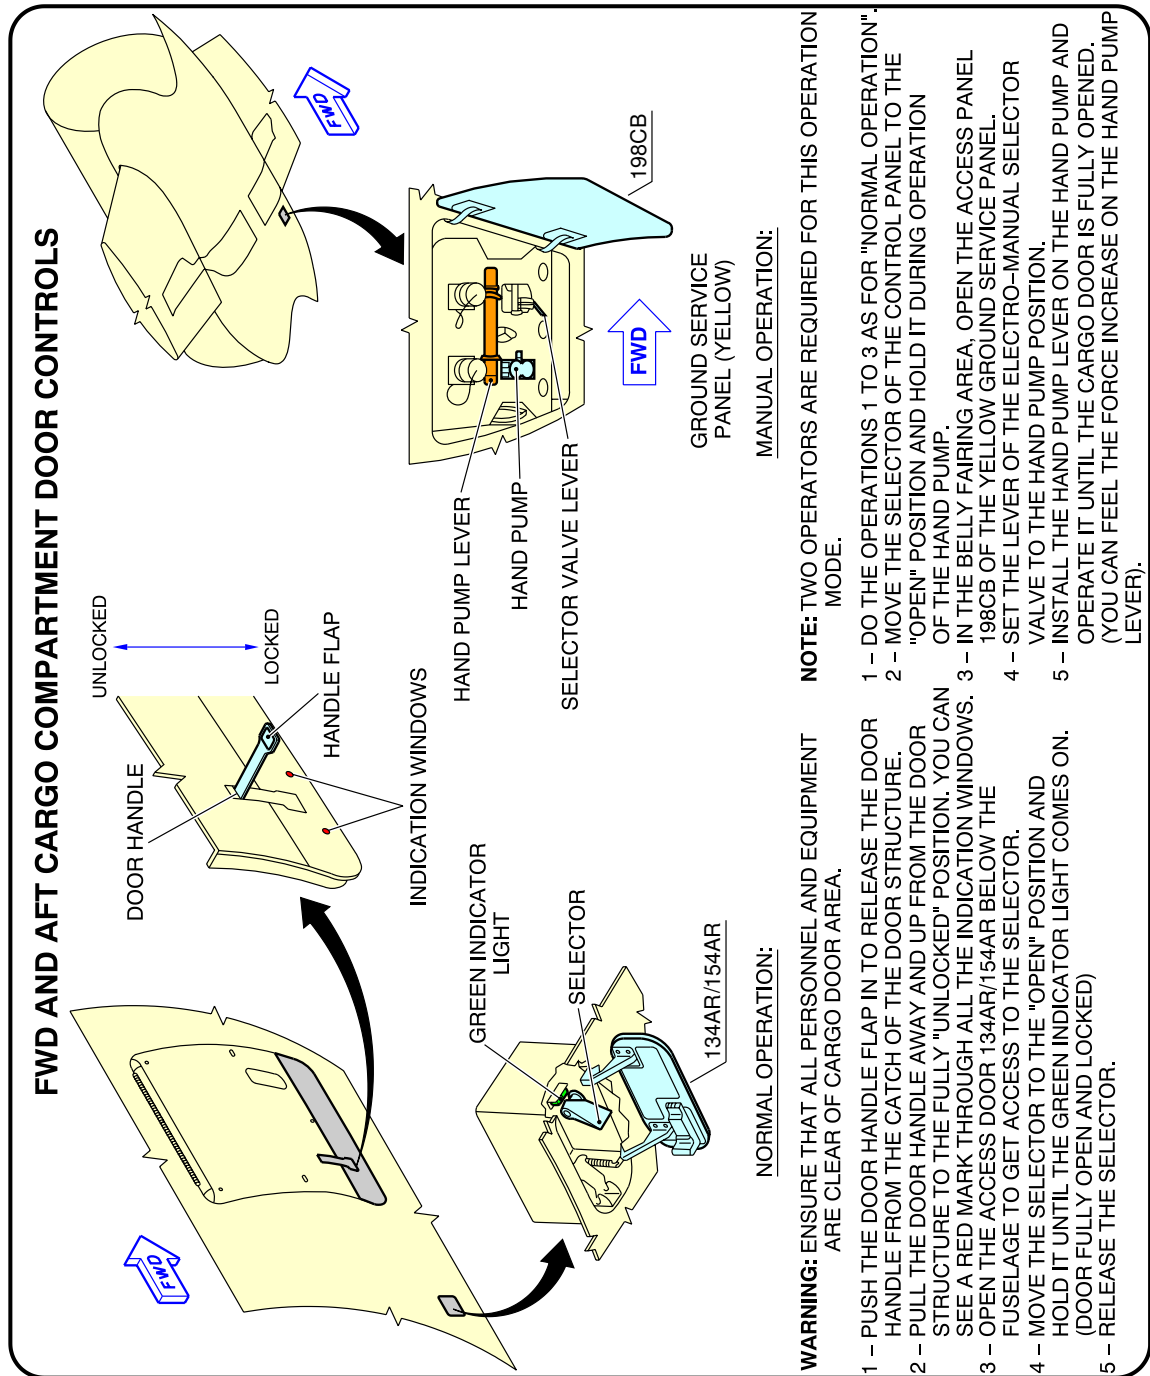 FWD AND AFT CARGO COMPARTMENT DOOR CONTROLS
FWD
DOOR HANDLE
UNLOCKED
LOCKED
HANDLE FLAP
INDICATION WINDOWS
GREEN INDICATOR
LIGHT
SELECTOR
134AR/154AR
FWD
HAND PUMP LEVER
HAND PUMP
SELECTOR VALVE LEVER
198CB
FWD
GROUND SERVICE
PANEL (YELLOW)
NORMAL OPERATION:
WARNING: ENSURE THAT ALL PERSONNEL AND EQUIPMENT
ARE CLEAR OF CARGO DOOR AREA.
1 – PUSH THE DOOR HANDLE FLAP IN TO RELEASE THE DOOR
HANDLE FROM THE CATCH OF THE DOOR STRUCTURE.
2 – PULL THE DOOR HANDLE AWAY AND UP FROM THE DOOR
STRUCTURE TO THE FULLY "UNLOCKED" POSITION. YOU CAN
SEE A RED MARK THROUGH ALL THE INDICATION WINDOWS.
3 – OPEN THE ACCESS DOOR 134AR/154AR BELOW THE
FUSELAGE TO GET ACCESS TO THE SELECTOR.
4 – MOVE THE SELECTOR TO THE "OPEN" POSITION AND
HOLD IT UNTIL THE GREEN INDICATOR LIGHT COMES ON.
(DOOR FULLY OPEN AND LOCKED)
5 – RELEASE THE SELECTOR.
MANUAL OPERATION:
NOTE: TWO OPERATORS ARE REQUIRED FOR THIS OPERATION
MODE.
1 – DO THE OPERATIONS 1 TO 3 AS FOR "NORMAL OPERATION".
2 – MOVE THE SELECTOR OF THE CONTROL PANEL TO THE
"OPEN" POSITION AND HOLD IT DURING OPERATION
OF THE HAND PUMP.
3 – IN THE BELLY FAIRING AREA, OPEN THE ACCESS PANEL
198CB OF THE YELLOW GROUND SERVICE PANEL.
4 – SET THE LEVER OF THE ELECTRO–MANUAL SELECTOR
VALVE TO THE HAND PUMP POSITION.
5 – INSTALL THE HAND PUMP LEVER ON THE HAND PUMP AND
OPERATE IT UNTIL THE CARGO DOOR IS FULLY OPENED.
(YOU CAN FEEL THE FORCE INCREASE ON THE HAND PUMP
LEVER).